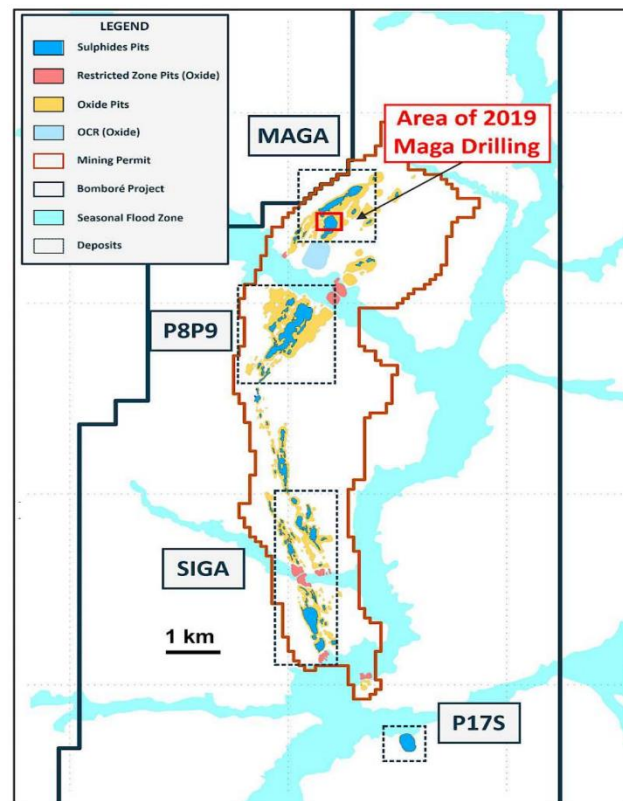 LEGEND
Sulphides Pits
Restricted Zone Pits (Oxide)
Oxide Pits
OCR (Oxide)
Mining Permit
Bomboré Project
Seasonal Flood Zone
Deposits
MAGA
Area of 2019
Maga Drilling
P8P9
SIGA
1 km
P17S